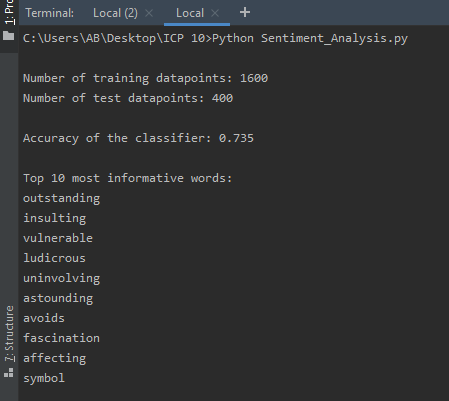 Terminal: Local (2) × Local × +
C:\Users\AB\Desktop\ICP 10>Python Sentiment_Analysis.py
Number of training datapoints: 1600
Number of test datapoints: 400
Accuracy of the classifier: 0.735
Top 10 most informative words:
outstanding
insulting
vulnerable
ludicrous
uninvolving
astounding
avoids
fascination
affecting
symbol
1: Pro
7: Structure